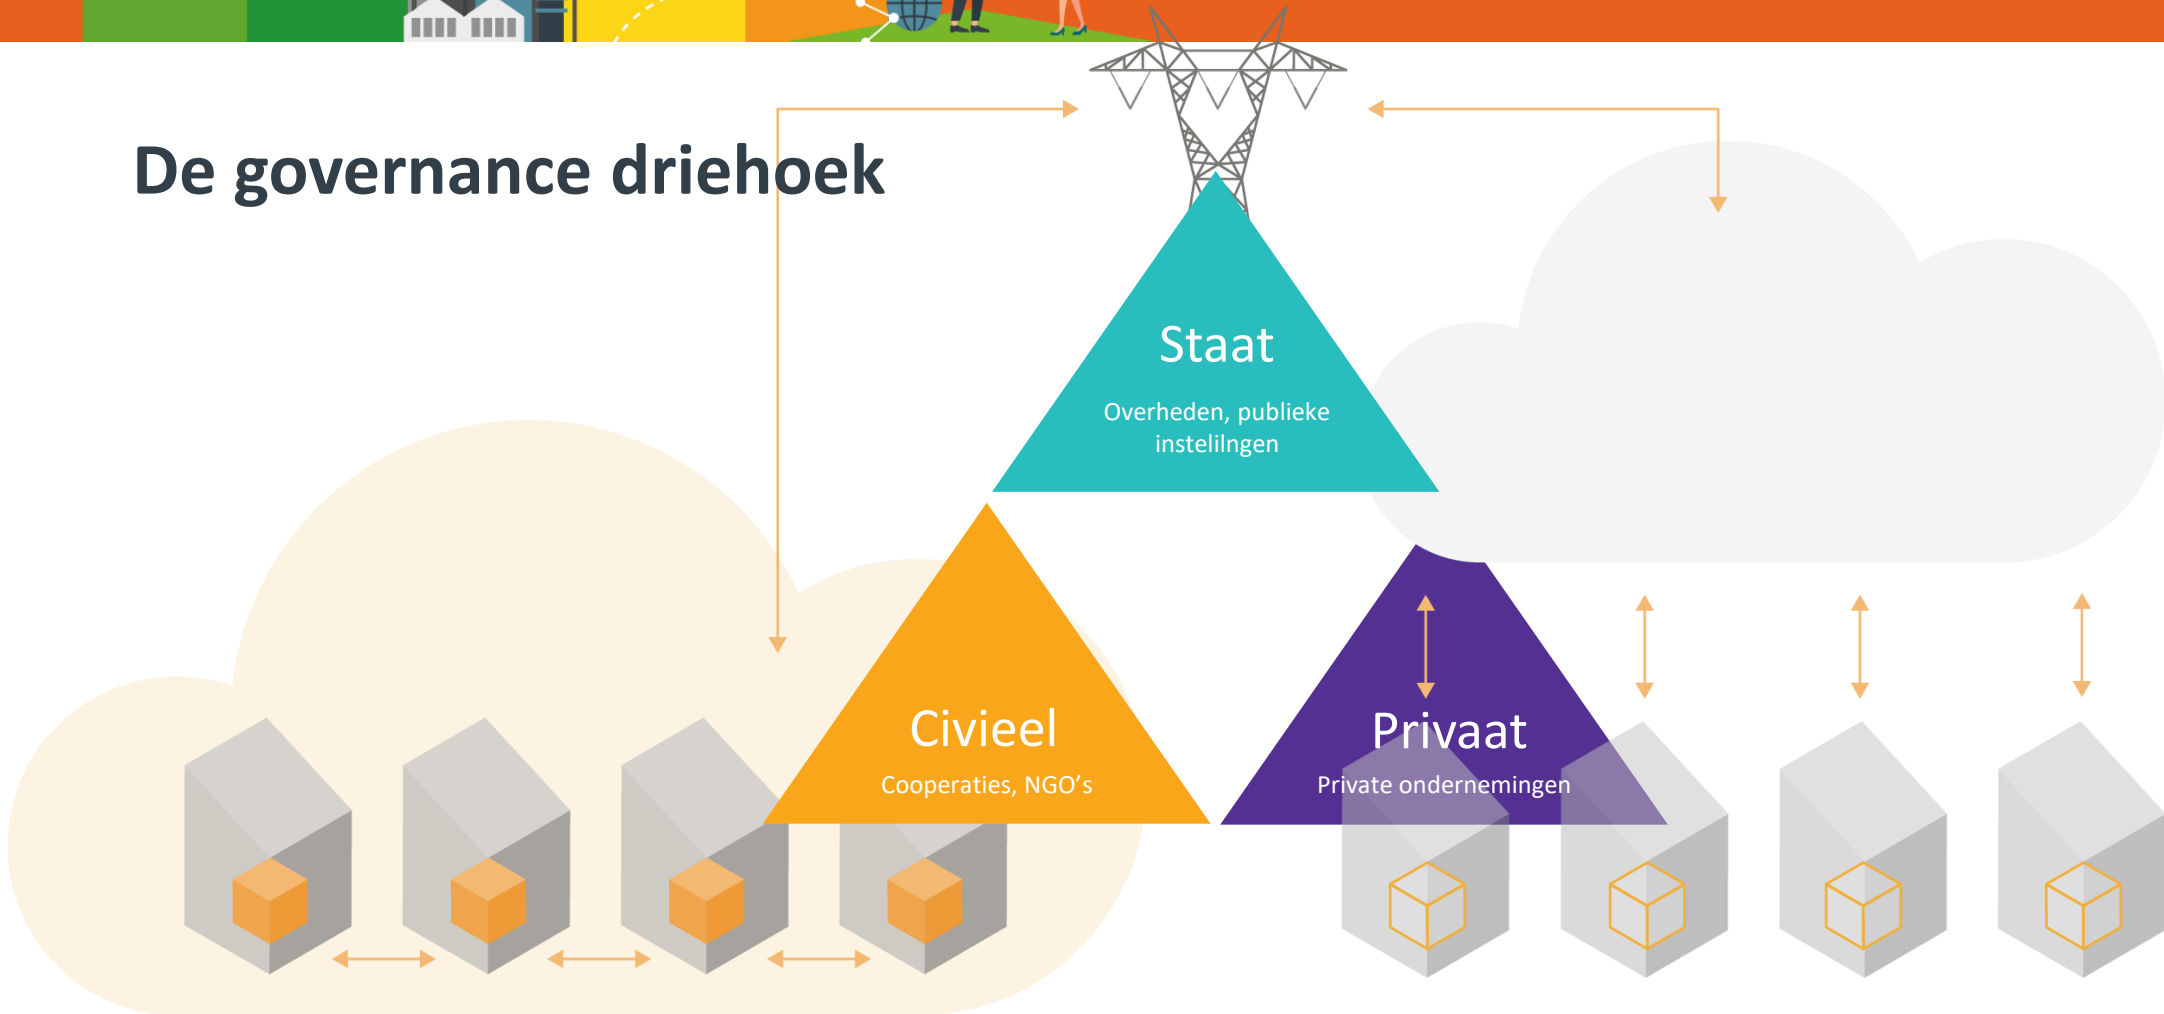 De governance driehoek
Staat
Overheden, publieke
instelilngen
Civieel
Cooperaties, NGO’s
Privaat
Private ondernemingen